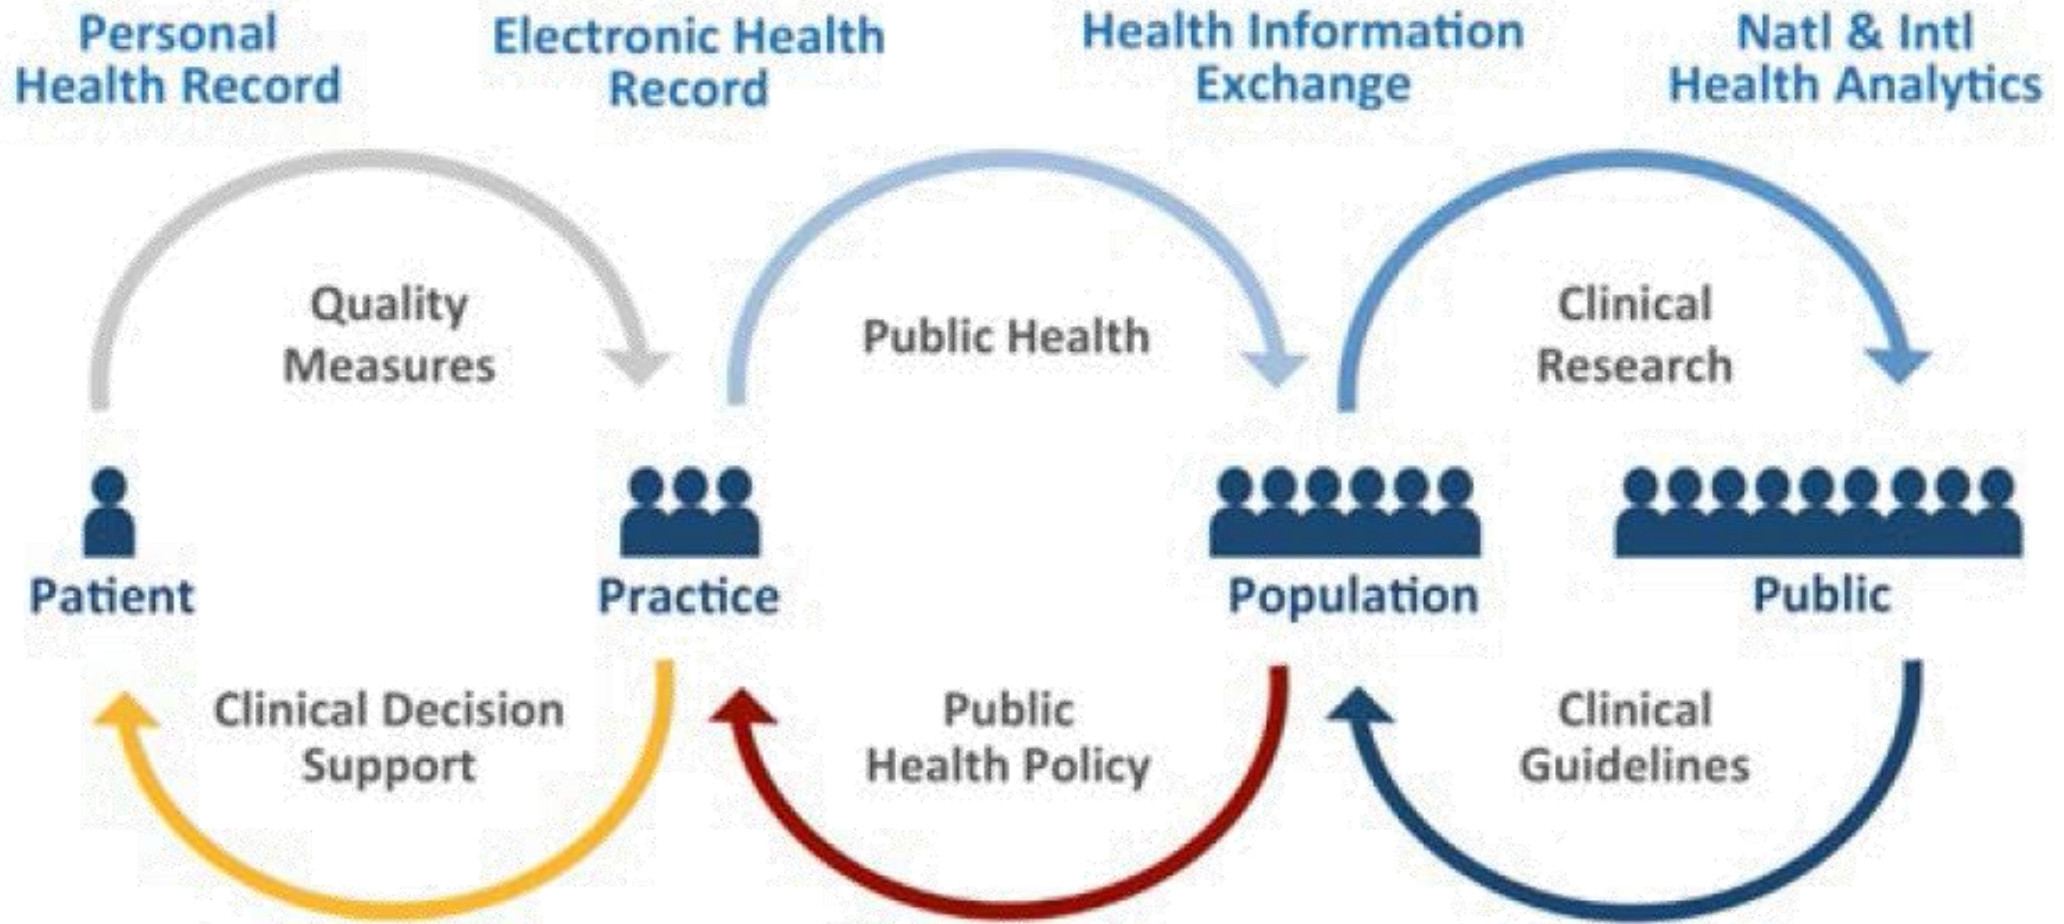 Personal
Health Record
Electronic Health
Record
Health Information
Exchange
Natl & Intl
Health Analytics
Quality
Measures
Public Health
Clinical
Research
Patient
Practice
Population
Public
Clinical Decision
Support
Public
Health Policy
Clinical
Guidelines